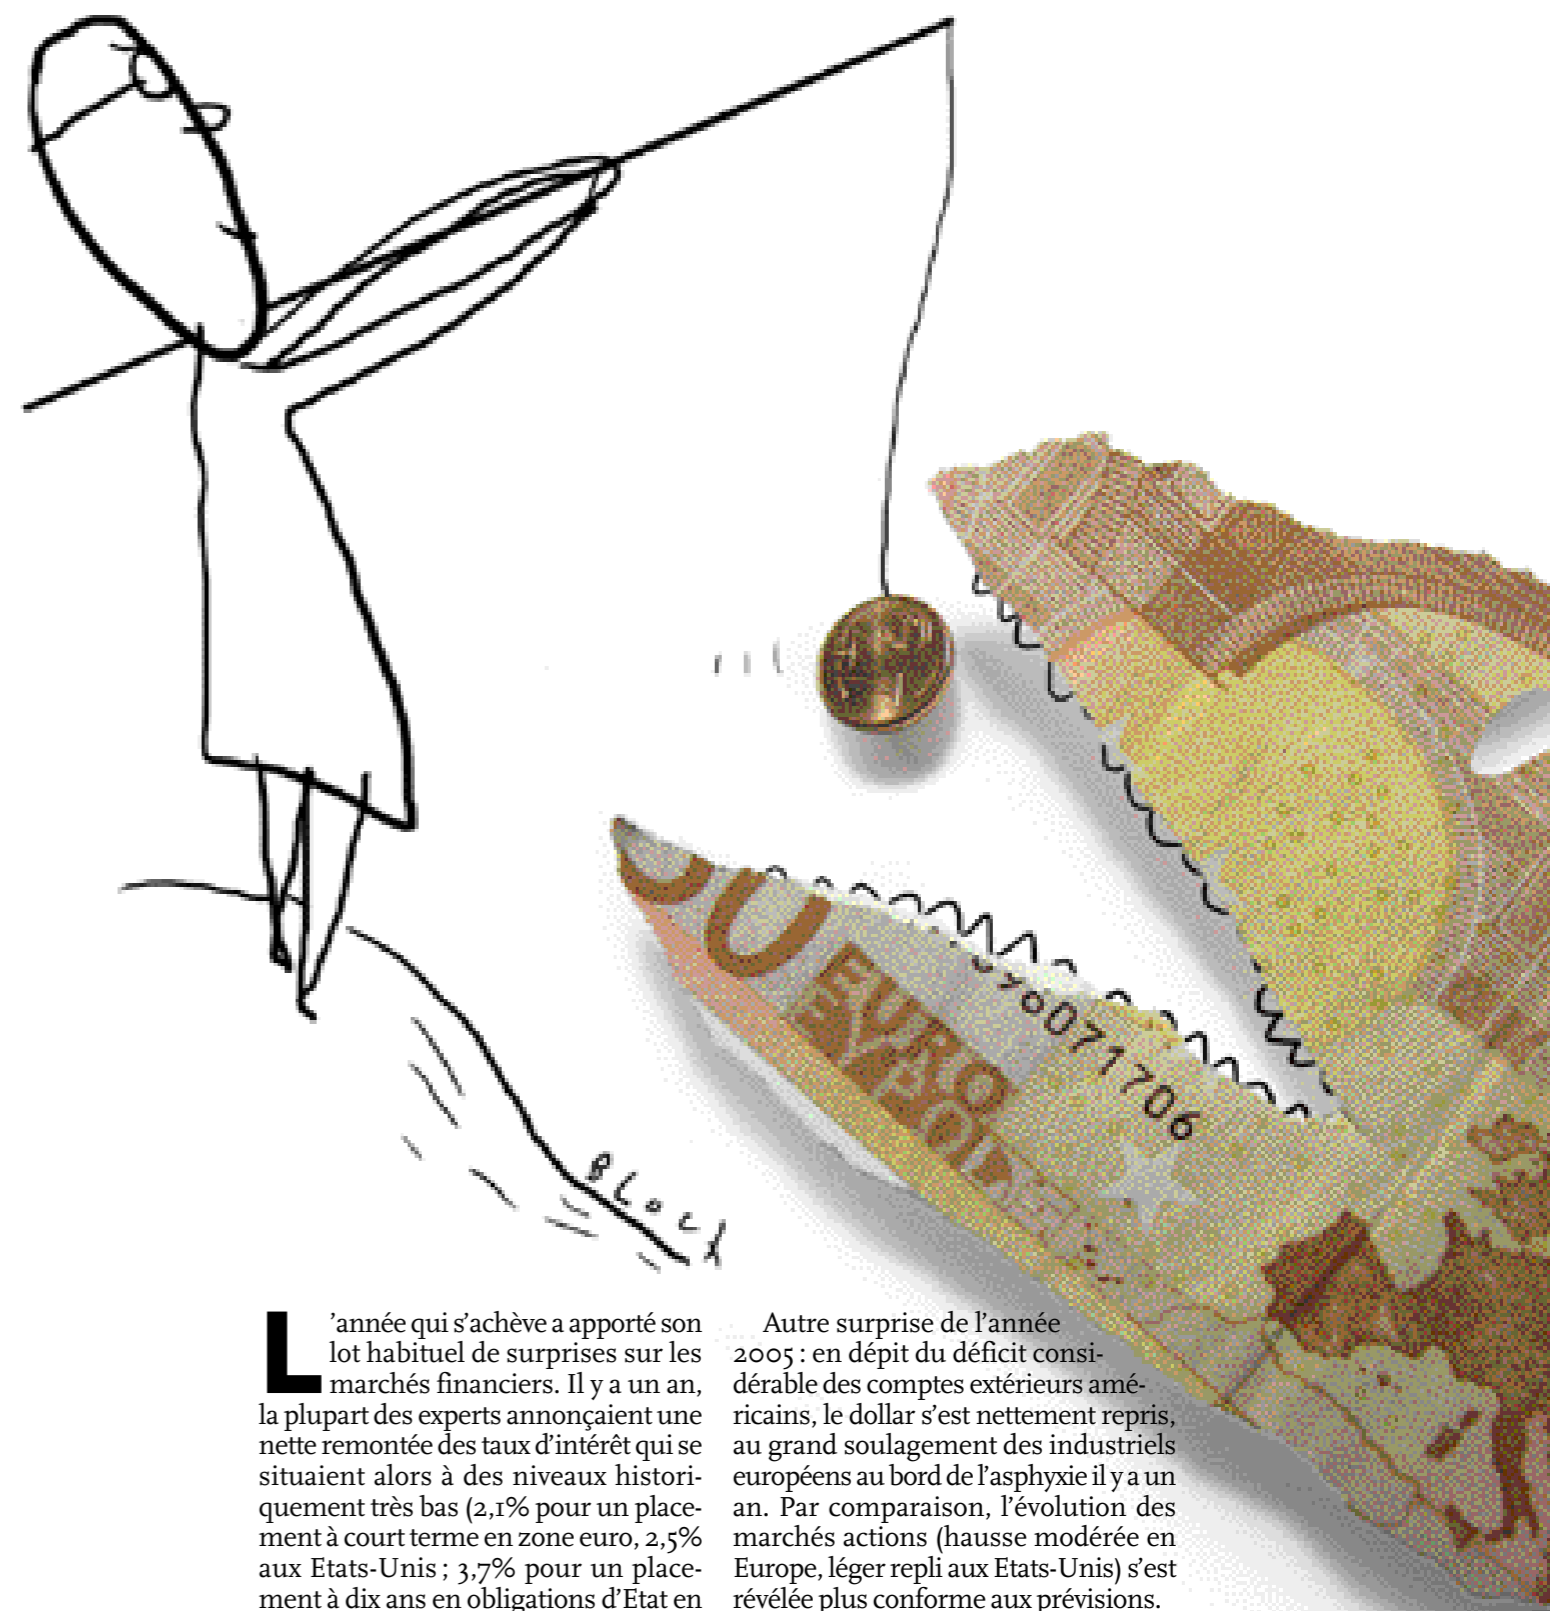 EVRO
ΕΥΡΩ
0071706
BLOCH
L’année qui s’achève a apporté son
lot habituel de surprises sur les
marchés financiers. Il y a un an,
la plupart des experts annonçaient une
nette remontée des taux d’intérêt qui se
situaient alors à des niveaux histori-
quement très bas (2,1% pour un place-
ment à court terme en zone euro, 2,5%
aux Etats-Unis ; 3,7% pour un place-
ment à dix ans en obligations d’Etat en
Autre surprise de l’année
2005 : en dépit du déficit consi-
dérable des comptes extérieurs amé-
ricains, le dollar s’est nettement repris,
au grand soulagement des industriels
européens au bord de l’asphyxie il y a un
an. Par comparaison, l’évolution des
marchés actions (hausse modérée en
Europe, léger repli aux Etats-Unis) s’est
révélée plus conforme aux prévisions.